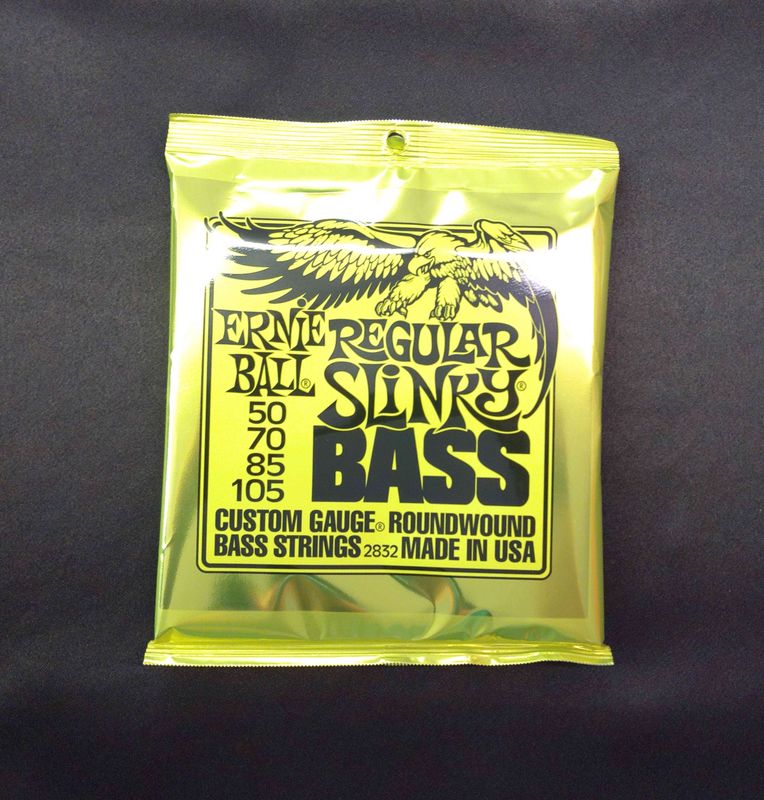 ERNiE
BALL®
REGULAR
SLiNKY®
BASS
50
70
85
105
CUSTOM GAUGE® ROUNDWOUND
BASS STRINGS 2832 MADE IN USA